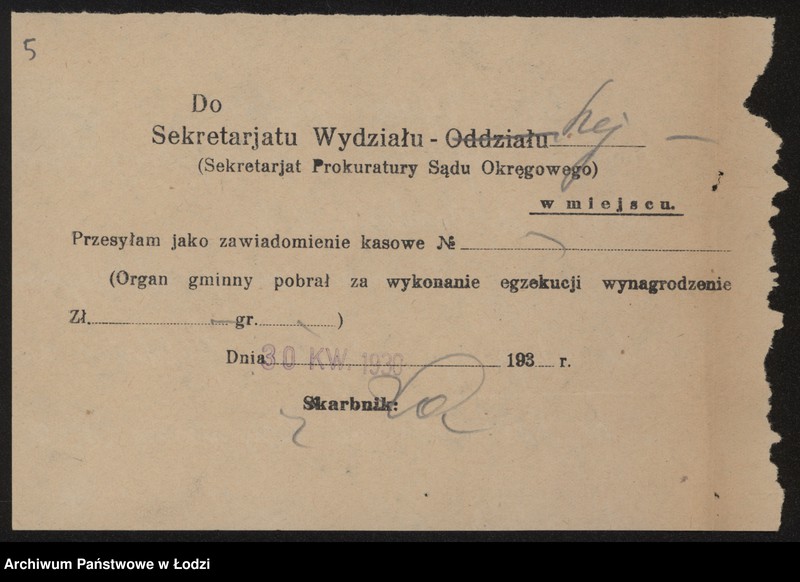 5
Do
Sekretarjatu Wydziału - Oddziału
(Sekretarjat Prokuratury Sądu Okręgowego)
w miejscu.
Przesyłam jako zawiadomienie kasowe №
(Organ gminny pobrał za wykonanie egzekucji wynagrodzenie
Zł. — gr. )
Dnia 30 KW. 1930 193 r.
Skarbnik:
Archiwum Państwowe w Łodzi